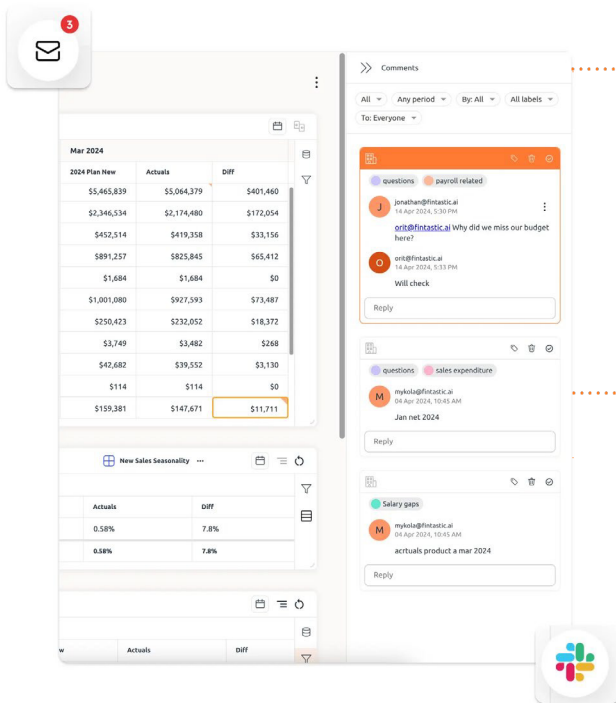 3
Comments
All Any period By: All All labels
To: Everyone
Mar 2024
2024 Plan New Actuals Diff
$5,465,839 $5,064,379 $401,460
$2,346,534 $2,174,480 $172,054
$452,514 $419,358 $33,156
$891,257 $825,845 $65,412
$1,684 $1,684 $0
$1,001,080 $927,593 $73,487
$250,423 $232,052 $18,372
$3,749 $3,482 $268
$42,682 $39,552 $3,130
$114 $114 $0
$159,381 $147,671 $11,711
New Sales Seasonality ...
Actuals Diff
0.58% 7.8%
0.58% 7.8%
w Actuals Diff
questions payroll related
J jonathan@fintastic.ai
14 Apr 2024, 5:30 PM
orit@fintastic.ai Why did we miss our budget
here?
O orit@fintastic.ai
14 Apr 2024, 5:33 PM
Will check
Reply
questions sales expenditure
M mykola@fintastic.ai
04 Apr 2024, 10:45 AM
Jan net 2024
Reply
Salary gaps
M mykola@fintastic.ai
04 Apr 2024, 10:45 AM
acrtuals product a mar 2024
Reply